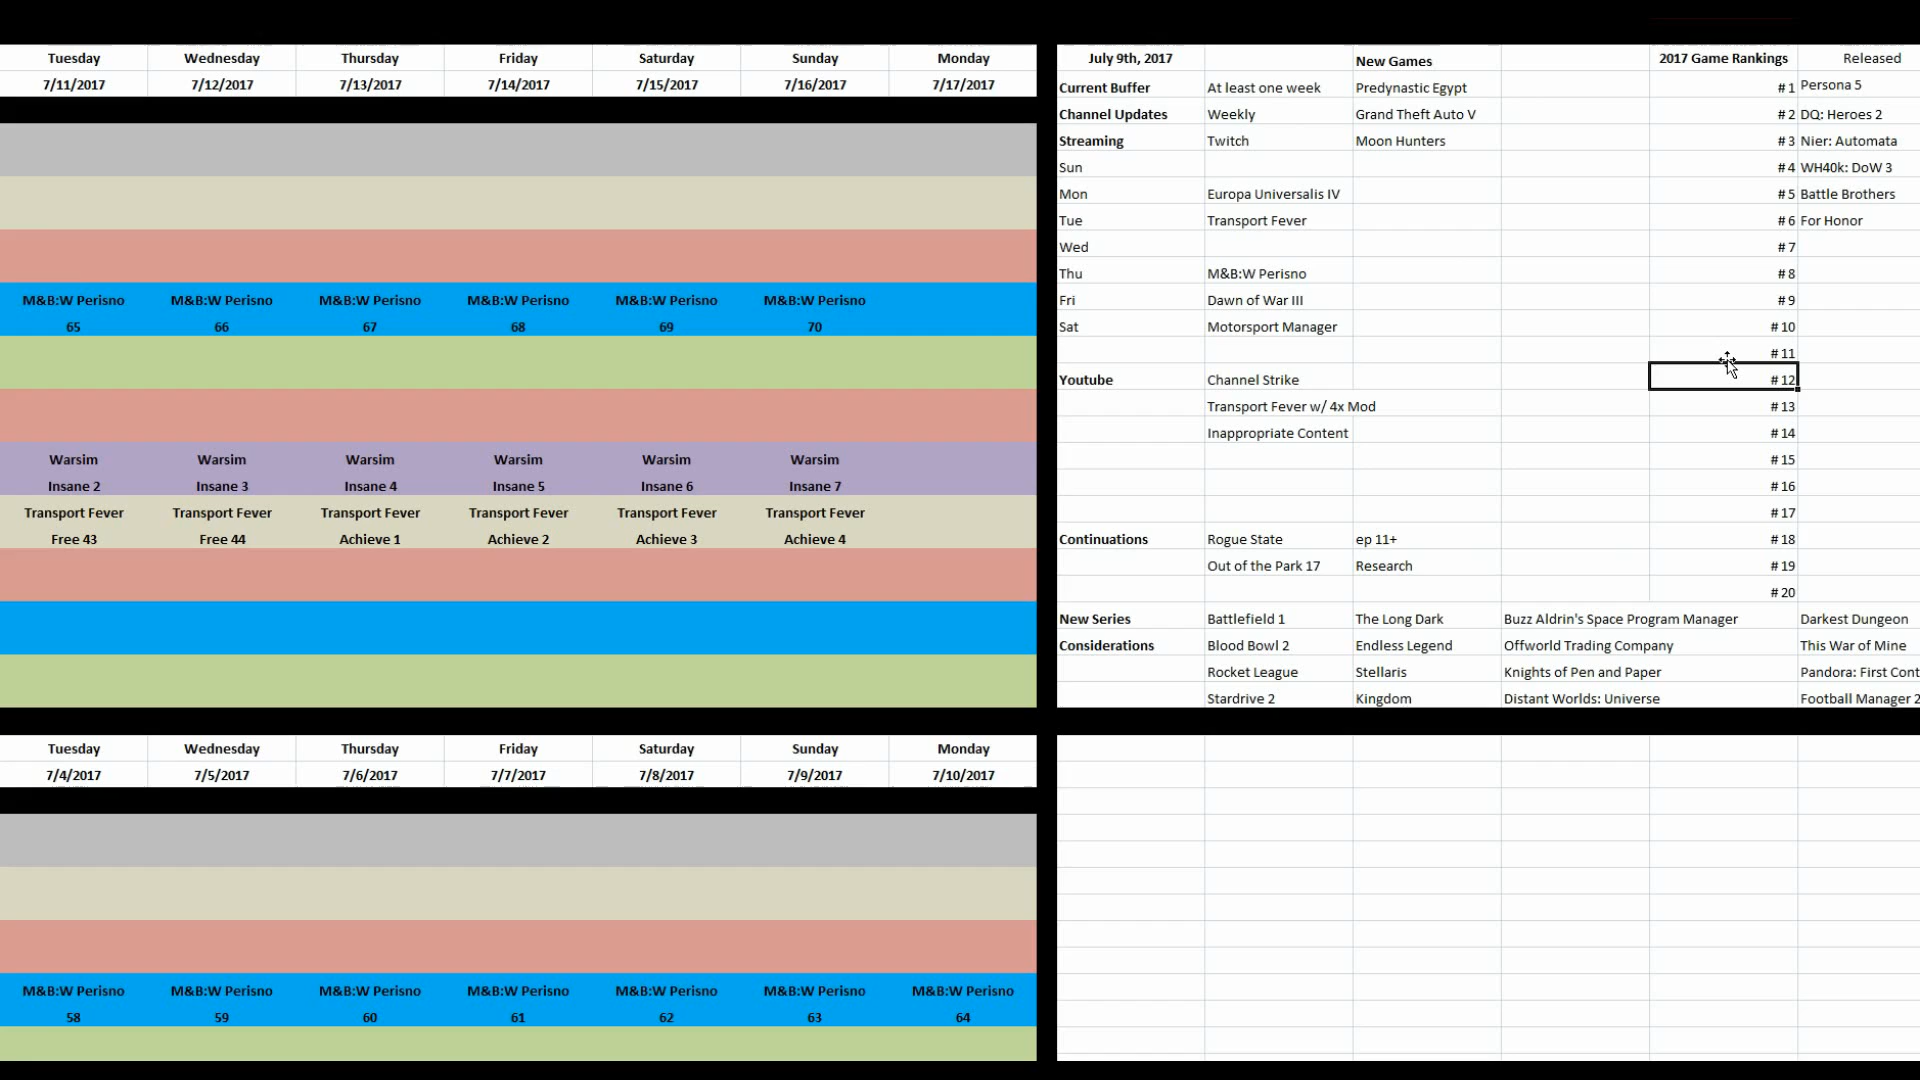 Tuesday Wednesday Thursday Friday Saturday Sunday Monday
7/11/2017 7/12/2017 7/13/2017 7/14/2017 7/15/2017 7/16/2017 7/17/2017
M&B:W Perisno M&B:W Perisno M&B:W Perisno M&B:W Perisno M&B:W Perisno M&B:W Perisno
65 66 67 68 69 70
Warsim Warsim Warsim Warsim Warsim Warsim
Insane 2 Insane 3 Insane 4 Insane 5 Insane 6 Insane 7
Transport Fever Transport Fever Transport Fever Transport Fever Transport Fever Transport Fever
Free 43 Free 44 Achieve 1 Achieve 2 Achieve 3 Achieve 4
July 9th, 2017 New Games 2017 Game Rankings Released
Current Buffer At least one week Predynastic Egypt # 1 Persona 5
Channel Updates Weekly Grand Theft Auto V # 2 DQ: Heroes 2
Streaming Twitch Moon Hunters # 3 Nier: Automata
Sun # 4 WH40k: DoW 3
Mon Europa Universalis IV # 5 Battle Brothers
Tue Transport Fever # 6 For Honor
Wed # 7
Thu M&B:W Perisno # 8
Fri Dawn of War III # 9
Sat Motorsport Manager # 10
# 11
Youtube Channel Strike # 12
Transport Fever w/ 4x Mod # 13
Inappropriate Content # 14
# 15
# 16
# 17
Continuations Rogue State ep 11+ # 18
Out of the Park 17 Research # 19
# 20
New Series Battlefield 1 The Long Dark Buzz Aldrin's Space Program Manager Darkest Dungeon
Considerations Blood Bowl 2 Endless Legend Offworld Trading Company This War of Mine
Rocket League Stellaris Knights of Pen and Paper Pandora: First Cont
Stardrive 2 Kingdom Distant Worlds: Universe Football Manager 2
Tuesday Wednesday Thursday Friday Saturday Sunday Monday
7/4/2017 7/5/2017 7/6/2017 7/7/2017 7/8/2017 7/9/2017 7/10/2017
M&B:W Perisno M&B:W Perisno M&B:W Perisno M&B:W Perisno M&B:W Perisno M&B:W Perisno M&B:W Perisno
58 59 60 61 62 63 64